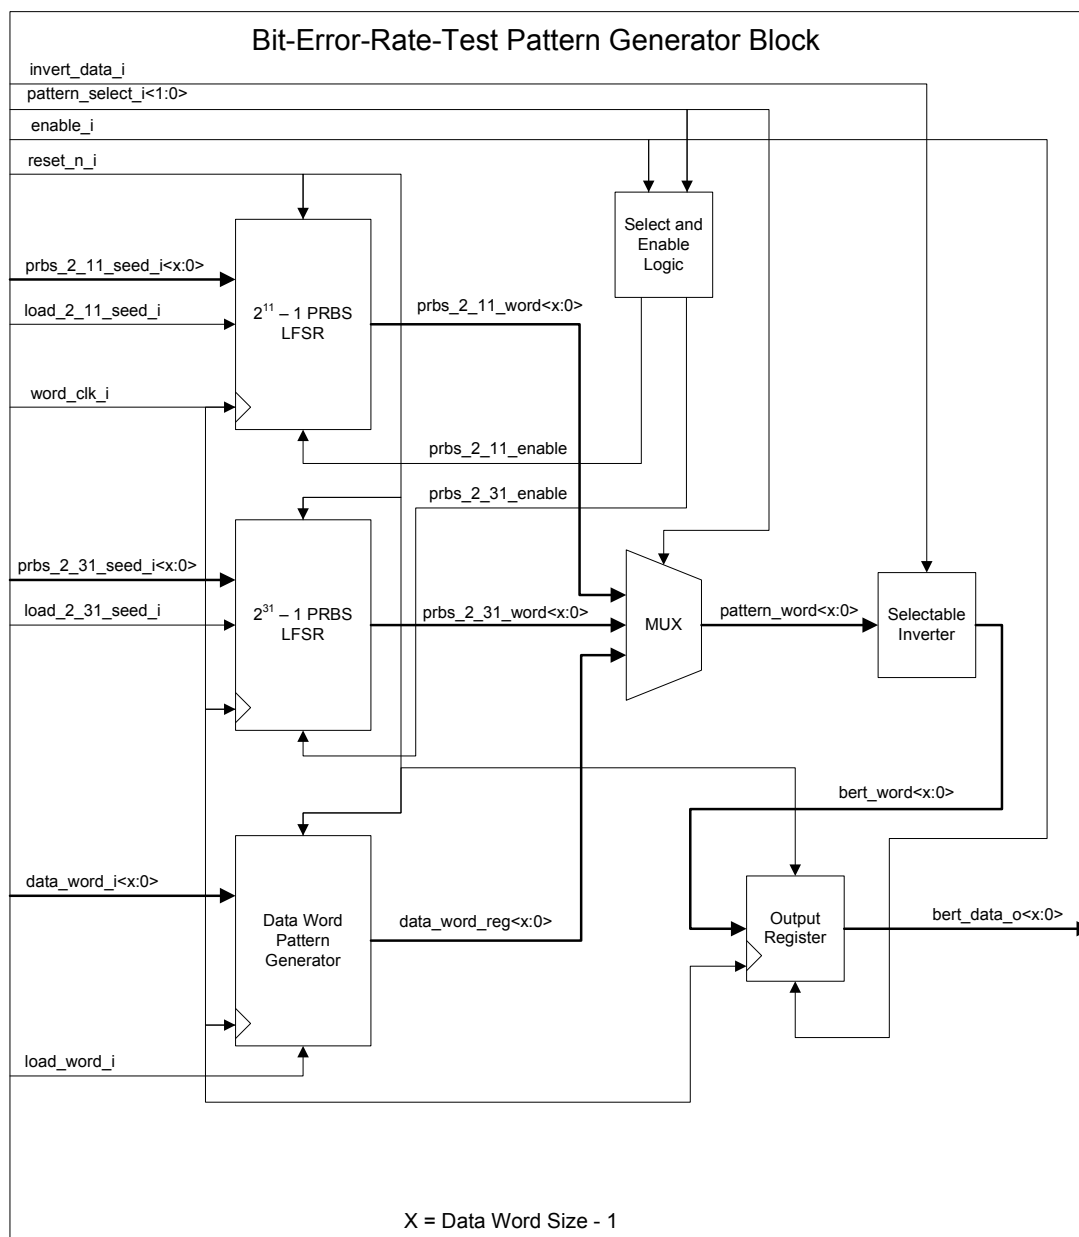 Bit-Error-Rate-Test Pattern Generator Block
invert_data_i
pattern_select_i<1:0>
enable_i
reset_n_i
Select and
Enable
Logic
prbs_2_11_seed_i<x:0>
load_2_11_seed_i
2¹¹ – 1 PRBS
LFSR
prbs_2_11_word<x:0>
word_clk_i
prbs_2_11_enable
prbs_2_31_enable
prbs_2_31_seed_i<x:0>
load_2_31_seed_i
2³¹ – 1 PRBS
LFSR
prbs_2_31_word<x:0>
MUX
pattern_word<x:0>
Selectable
Inverter
bert_word<x:0>
data_word_i<x:0>
Data Word
Pattern
Generator
data_word_reg<x:0>
Output
Register
bert_data_o<x:0>
load_word_i
X = Data Word Size - 1